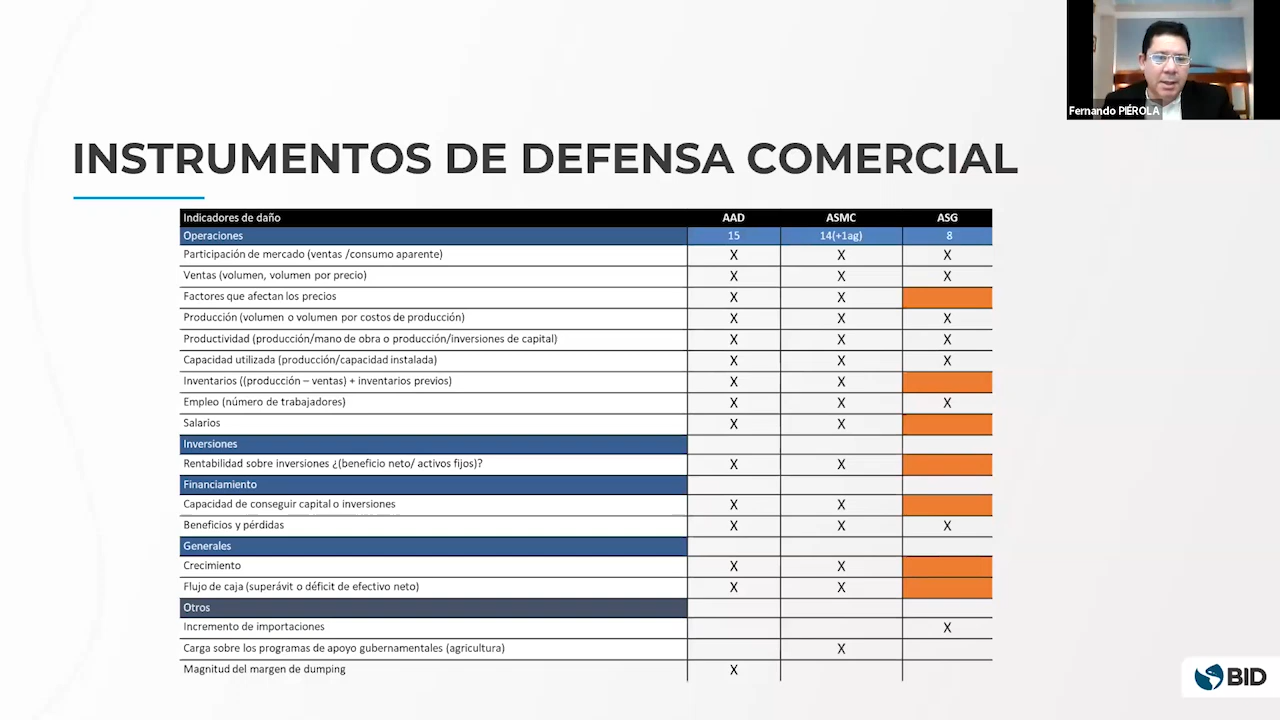 Fernando PIÉROLA
INSTRUMENTOS DE DEFENSA COMERCIAL
Indicadores de daño AAD ASMC ASG
Operaciones 15 14(+1ag) 8
Participación de mercado (ventas /consumo aparente) X X X
Ventas (volumen, volumen por precio) X X X
Factores que afectan los precios X X
Producción (volumen o volumen por costos de producción) X X X
Productividad (producción/mano de obra o producción/inversiones de capital) X X X
Capacidad utilizada (producción/capacidad instalada) X X X
Inventarios ((producción – ventas) + inventarios previos) X X
Empleo (número de trabajadores) X X X
Salarios X X
Inversiones
Rentabilidad sobre inversiones ¿(beneficio neto/ activos fijos)? X X
Financiamiento
Capacidad de conseguir capital o inversiones X X
Beneficios y pérdidas X X X
Generales
Crecimiento X X
Flujo de caja (superávit o déficit de efectivo neto) X X
Otros
Incremento de importaciones X
Carga sobre los programas de apoyo gubernamentales (agricultura) X
Magnitud del margen de dumping X
BID